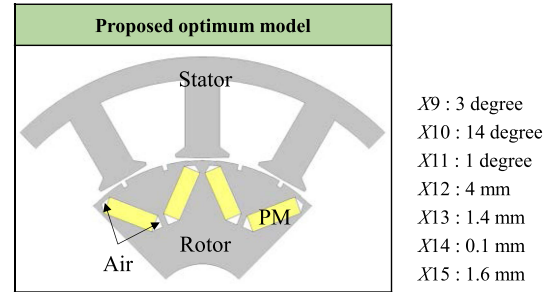 Proposed optimum model
Stator
PM
Rotor
Air
X9 : 3 degree
X10 : 14 degree
X11 : 1 degree
X12 : 4 mm
X13 : 1.4 mm
X14 : 0.1 mm
X15 : 1.6 mm